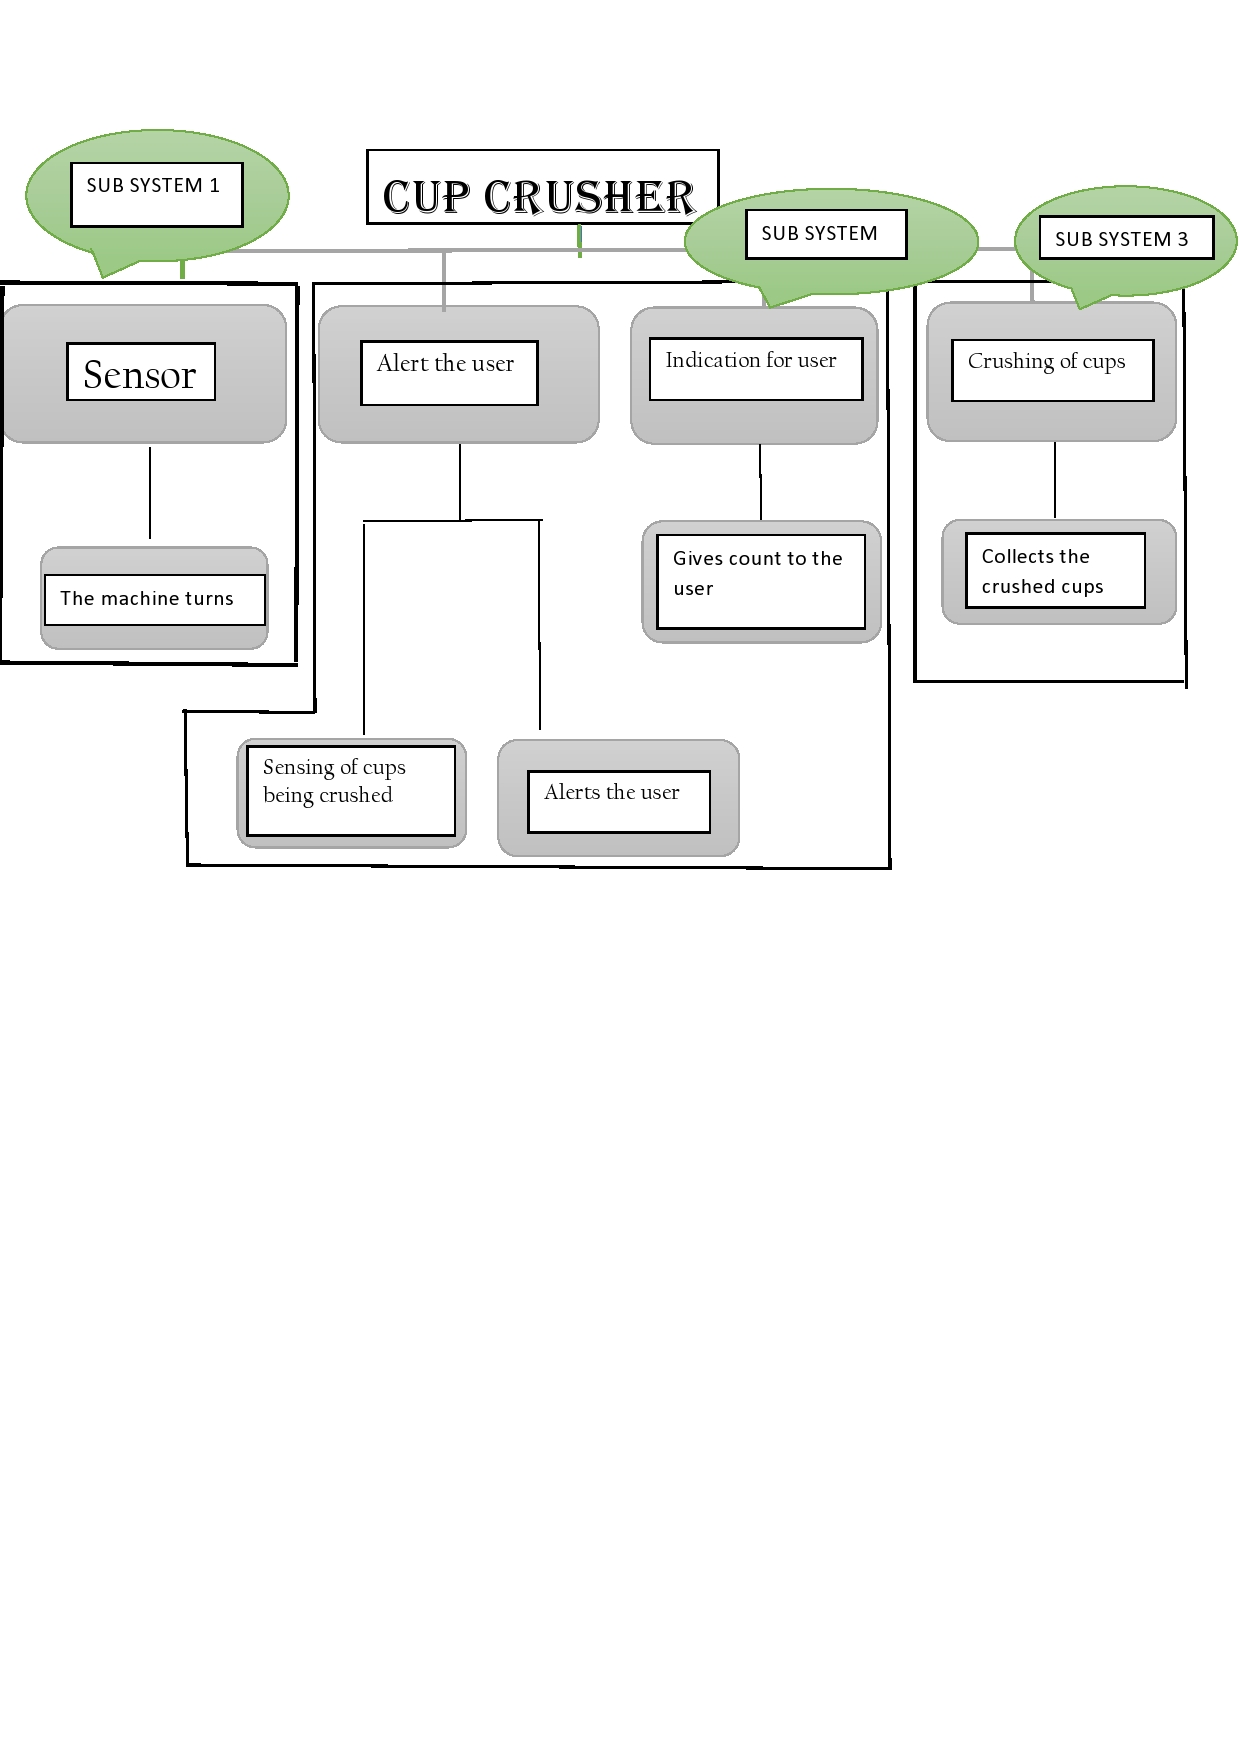 SUB SYSTEM 1
CUP CRUSHER
SUB SYSTEM
SUB SYSTEM 3
Sensor
Alert the user
Indication for user
Crushing of cups
The machine turns
Gives count to the
user
Collects the
crushed cups
Sensing of cups
being crushed
Alerts the user